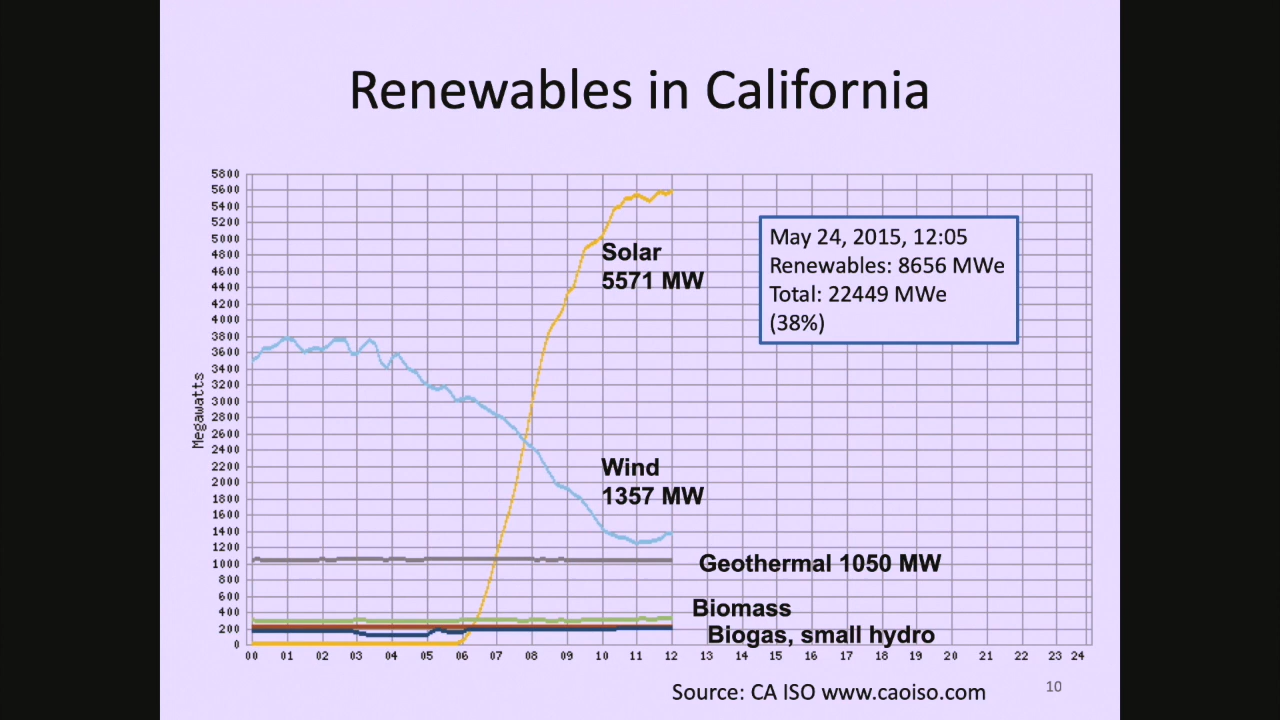 Renewables in California
5800
5600
5400
5200
5000
4800
4600
4400
4200
4000
3800
3600
3400
3200
3000
2800
2600
2400
2200
2000
1800
1600
1400
1200
1000
800
600
400
200
0
Megawatts
00 01 02 03 04 05 06 07 08 09 10 11 12 13 14 15 16 17 18 19 20 21 22 23 24
Solar
5571 MW
May 24, 2015, 12:05
Renewables: 8656 MWe
Total: 22449 MWe
(38%)
Wind
1357 MW
Geothermal 1050 MW
Biomass
Biogas, small hydro
Source: CA ISO www.caoiso.com
10